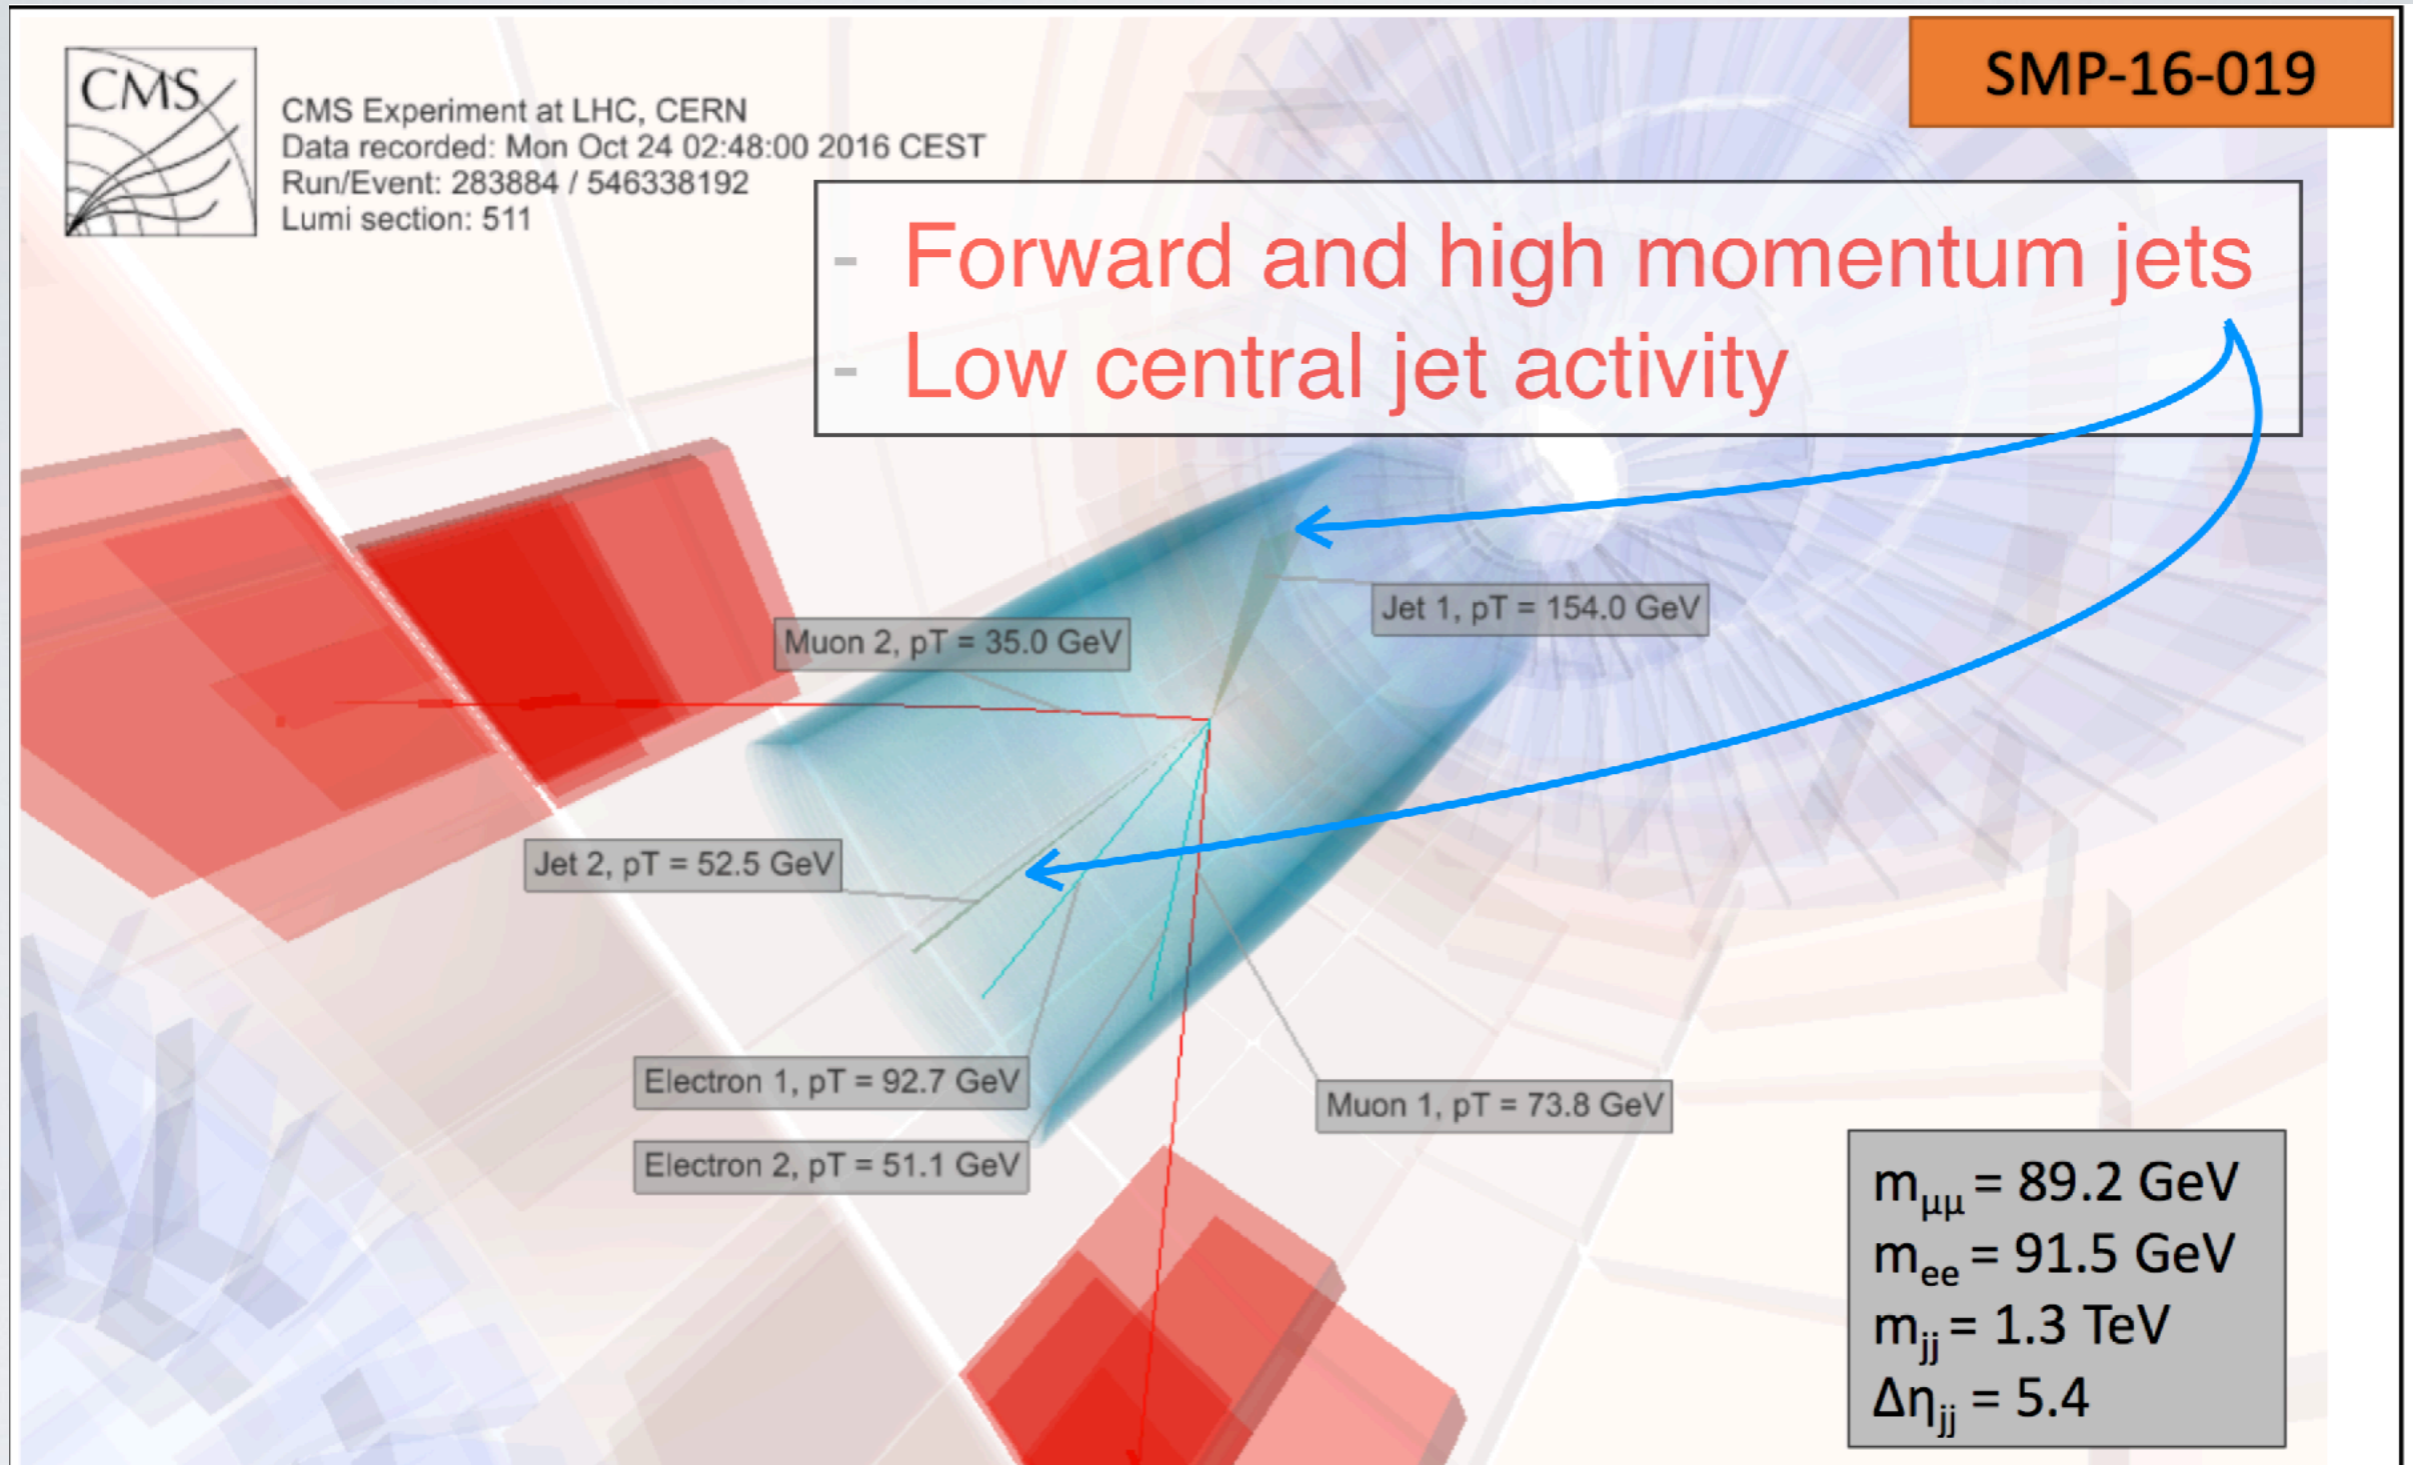 CMS
CMS Experiment at LHC, CERN
Data recorded: Mon Oct 24 02:48:00 2016 CEST
Run/Event: 283884 / 546338192
Lumi section: 511
SMP-16-019
- Forward and high momentum jets
- Low central jet activity
Jet 1, pT = 154.0 GeV
Muon 2, pT = 35.0 GeV
Jet 2, pT = 52.5 GeV
Electron 1, pT = 92.7 GeV
Muon 1, pT = 73.8 GeV
Electron 2, pT = 51.1 GeV
mμμ = 89.2 GeV
mee = 91.5 GeV
mjj = 1.3 TeV
Δηjj = 5.4